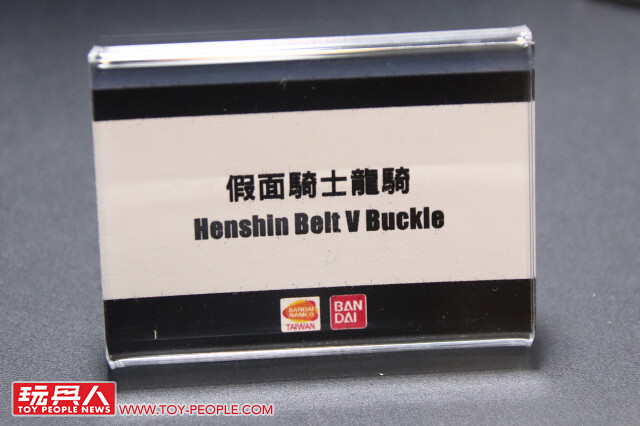 假面騎士龍騎
Henshin Belt V Buckle
BANDAI
NAMCO
TAIWAN
BAN
DAI
玩具人
TOY PEOPLE NEWS
WWW.TOY-PEOPLE.COM